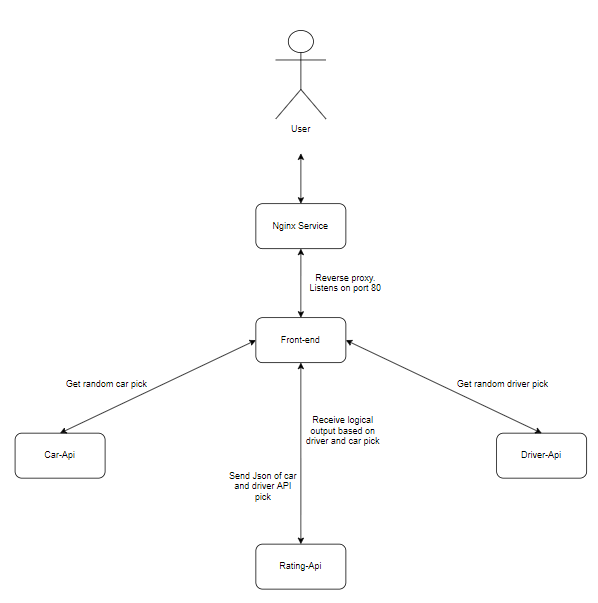 User
Nginx Service
Reverse proxy.
Listens on port 80
Front-end
Get random car pick
Get random driver pick
Receive logical
output based on
driver and car pick
Car-Api
Driver-Api
Send Json of car
and driver API
pick
Rating-Api